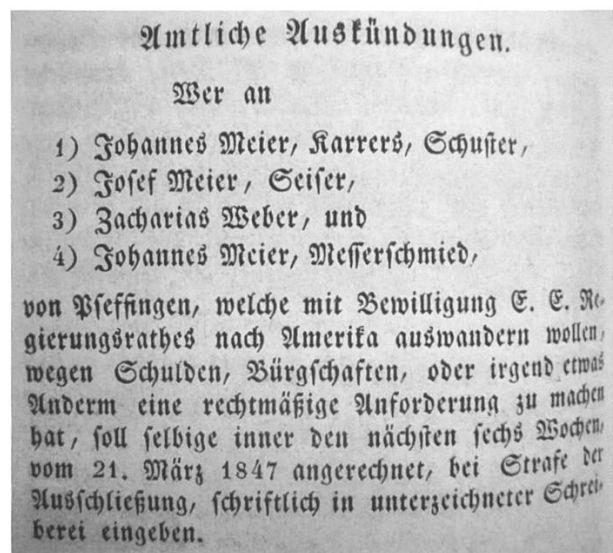 Amtliche Auskündungen.
Wer an
1) Johannes Meier, Karrers, Schuster,
2) Josef Meier, Seiser,
3) Zacharias Weber, und
4) Johannes Meier, Messerschmied,
von Pfeffingen, welche mit Bewilligung E. E. Re-
gierungsrathes nach Amerika auswandern wollen,
wegen Schulden, Bürgschaften, oder irgend etwas
Anderm eine rechtmäßige Anforderung zu machen
hat, soll selbige inner den nächsten sechs Wochen,
vom 21. März 1847 angerechnet, bei Strafe der
Ausschließung, schriftlich in unterzeichneter Schrei-
berei eingeben.